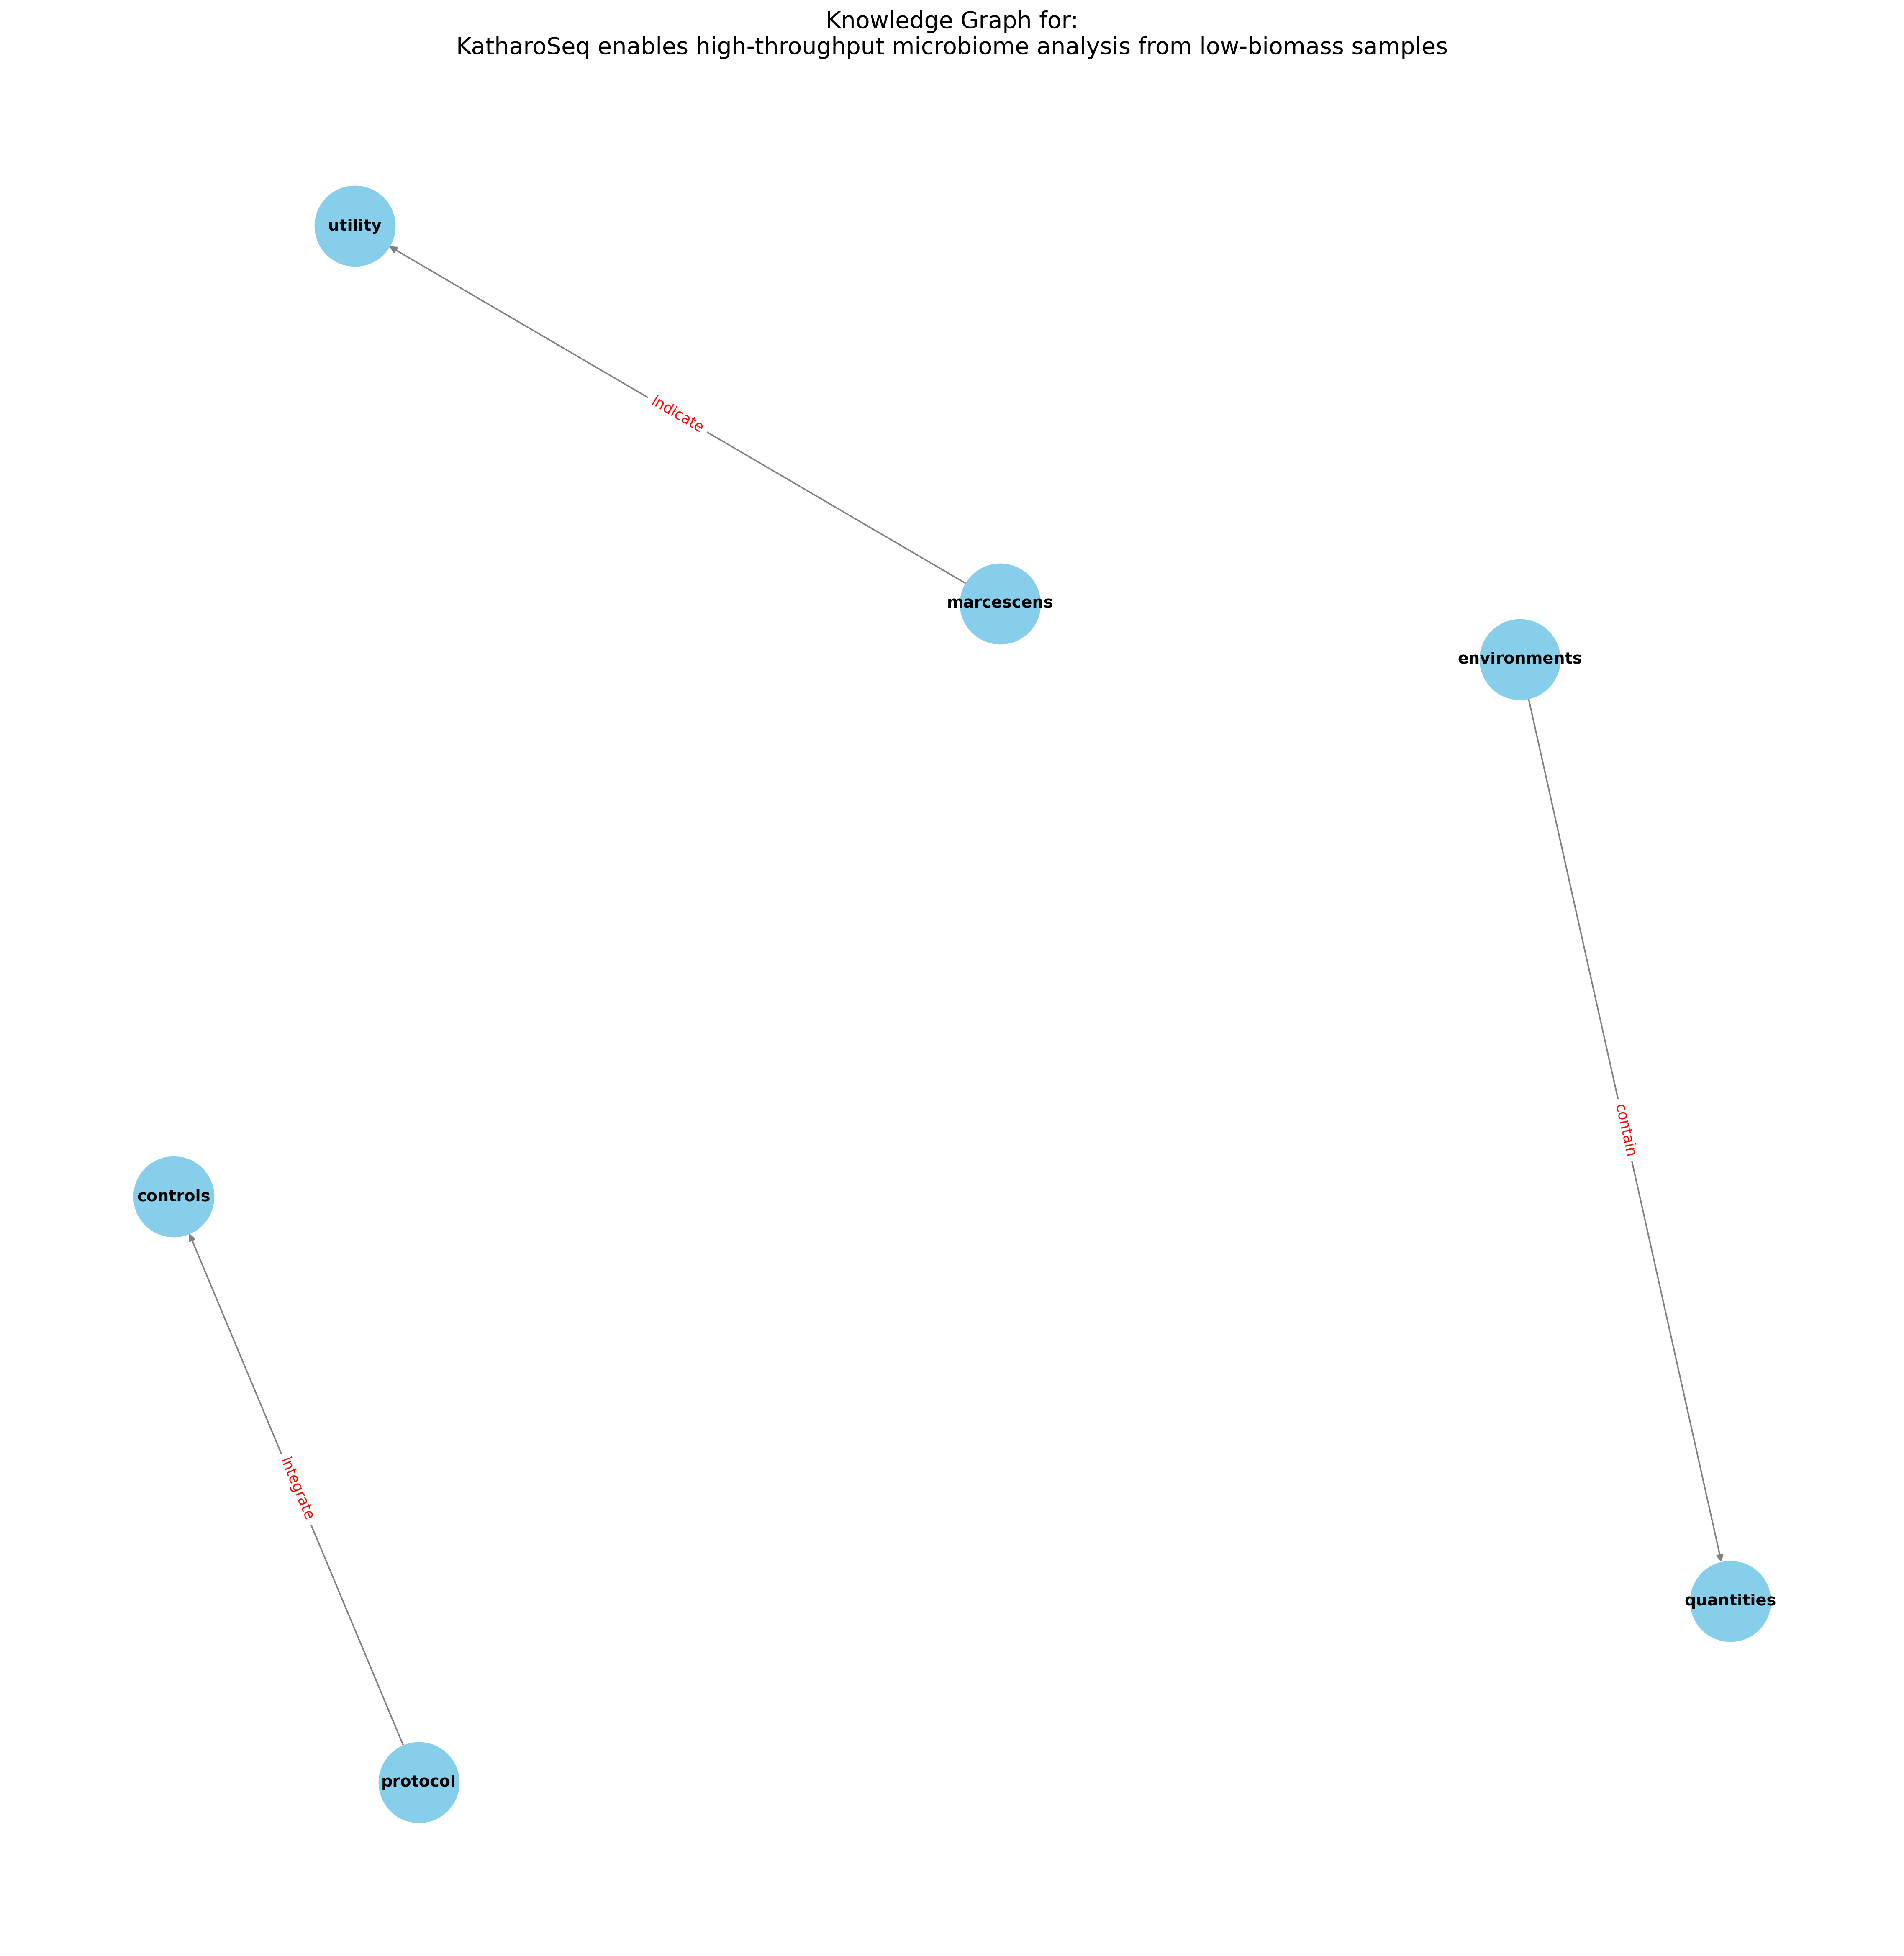 Knowledge Graph for:
KatharoSeq enables high-throughput microbiome analysis from low-biomass samples
utility
indicate
marcescens
environments
contain
controls
integrate
quantities
protocol